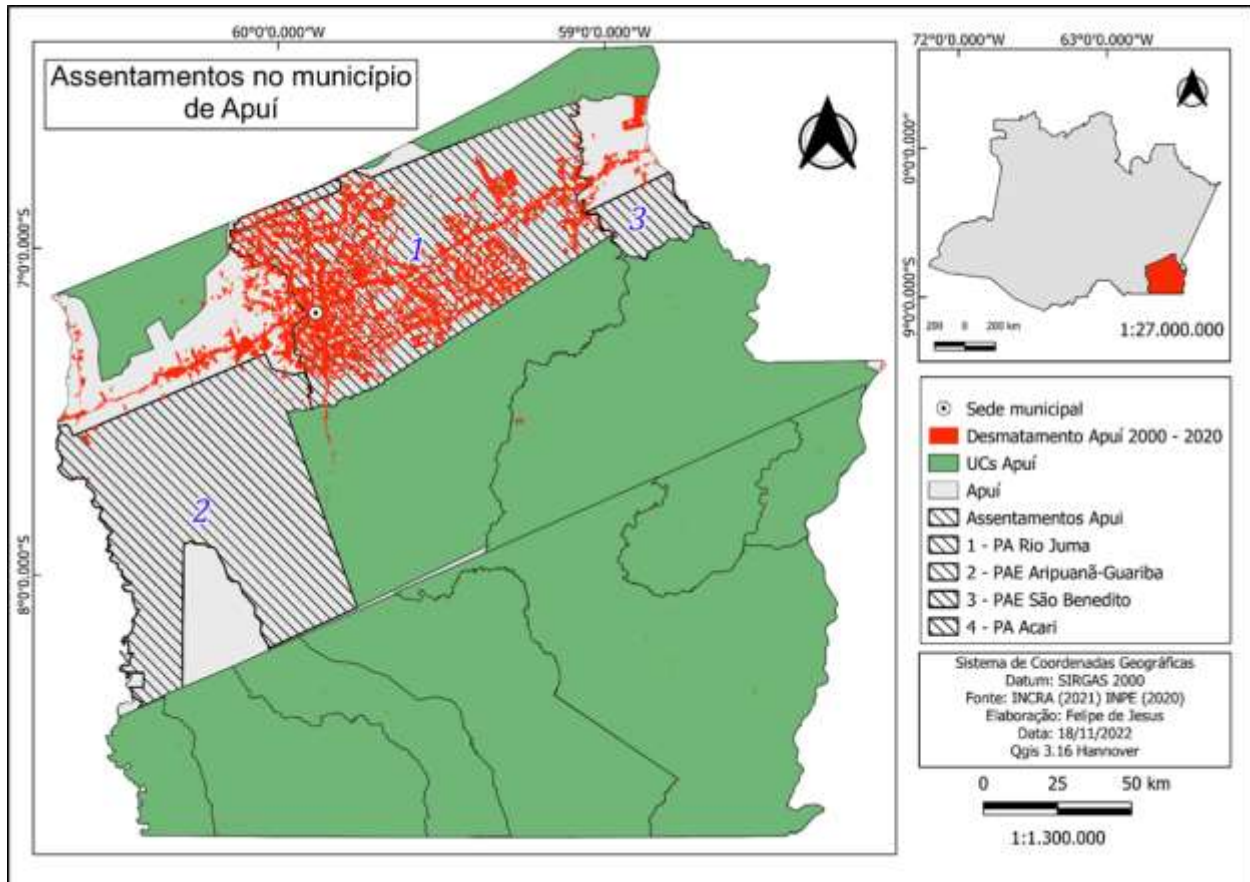 60°0'0.000"W
59°0'0.000"W
Assentamentos no município
de Apuí
7°0'0.000"S
8°0'0.000"S
1
2
3
72°0'0.000"W
63°0'0.000"W
0°0'0.000"
9°0'0.000"S
200 0 200 km
1:27.000.000
Sede municipal
Desmatamento Apuí 2000 - 2020
UCs Apuí
Apuí
Assentamentos Apui
1 - PA Rio Juma
2 - PAE Aripuanã-Guariba
3 - PAE São Benedito
4 - PA Acari
Sistema de Coordenadas Geográficas
Datum: SIRGAS 2000
Fonte: INCRA (2021) INPE (2020)
Elaboração: Felipe de Jesus
Data: 18/11/2022
Qgis 3.16 Hannover
0 25 50 km
1:1.300.000